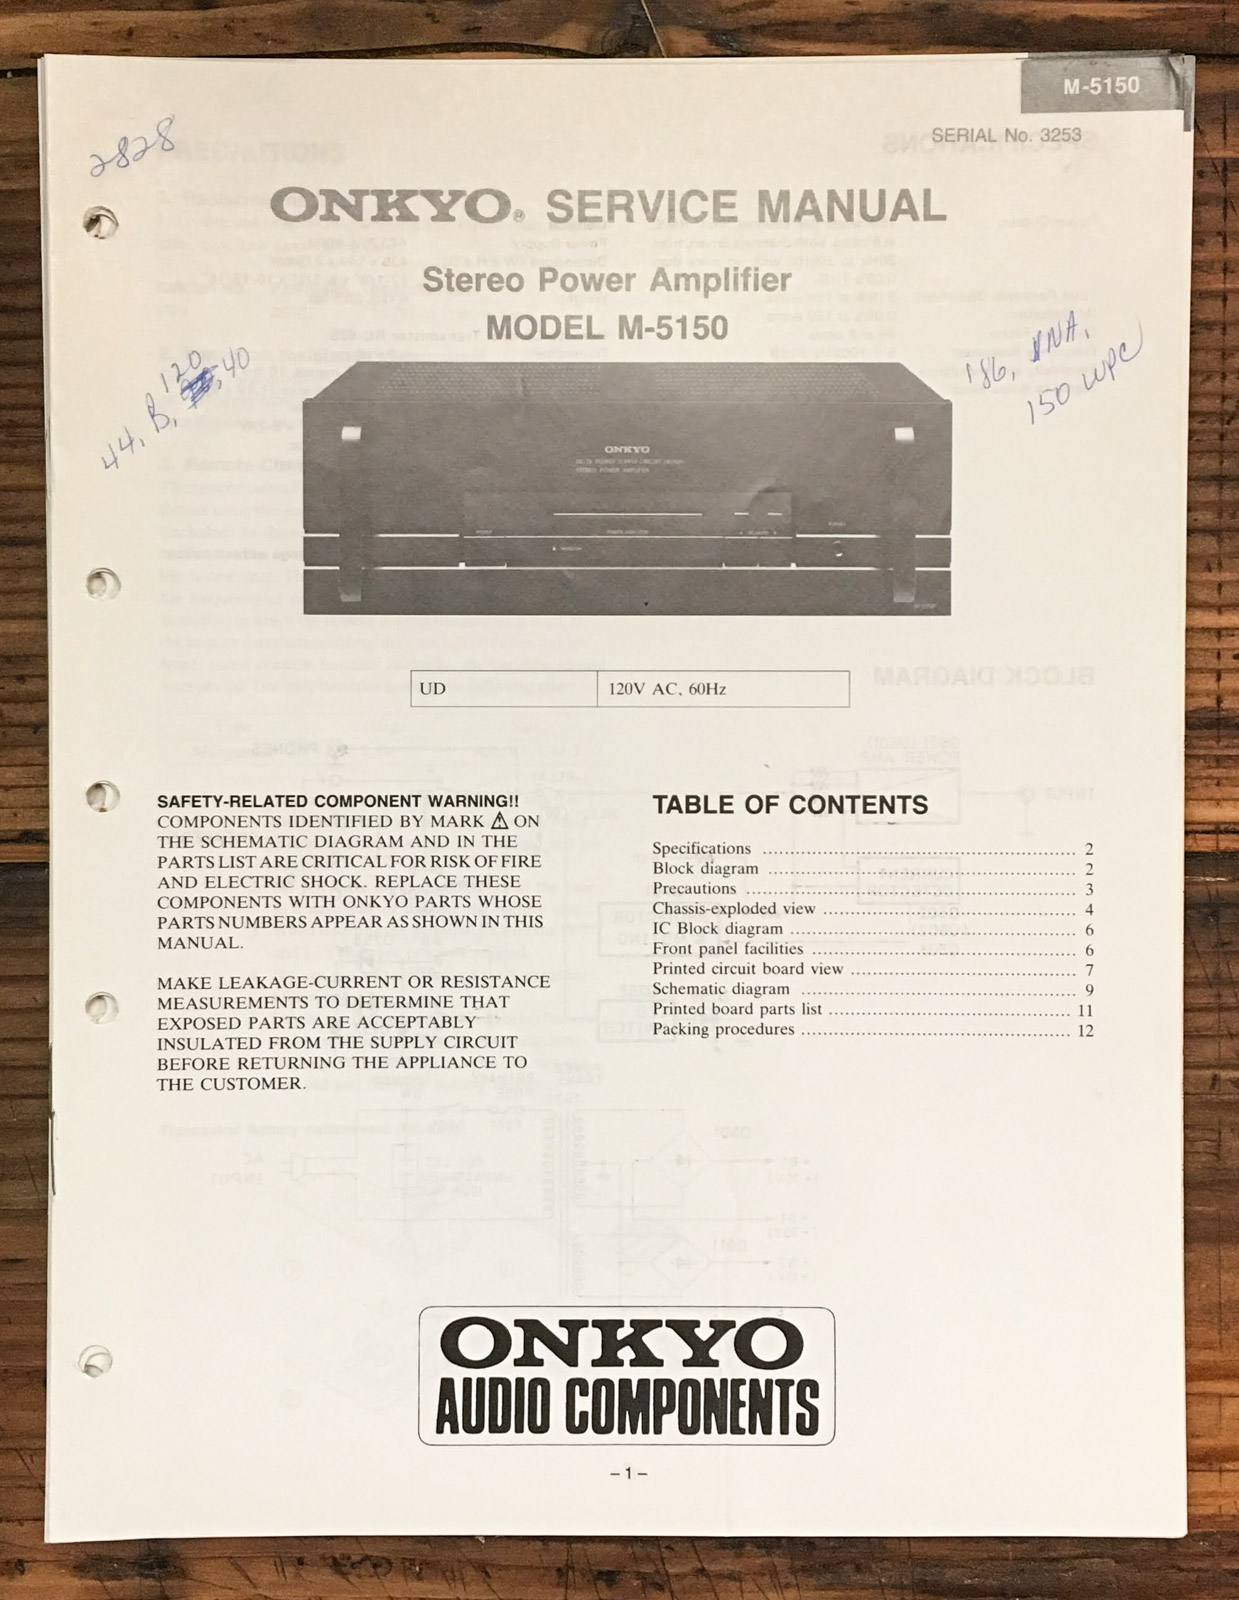 M-5150
SERIAL No. 3253
2828
ONKYO® SERVICE MANUAL
Stereo Power Amplifier
MODEL M-5150
44, B, 120, 40
186, NA,
150 WPC
ONKYO
STEREO POWER AMPLIFIER
UD 120V AC, 60Hz
SAFETY-RELATED COMPONENT WARNING!!
COMPONENTS IDENTIFIED BY MARK ⚠ ON
THE SCHEMATIC DIAGRAM AND IN THE
PARTS LIST ARE CRITICAL FOR RISK OF FIRE
AND ELECTRIC SHOCK. REPLACE THESE
COMPONENTS WITH ONKYO PARTS WHOSE
PARTS NUMBERS APPEAR AS SHOWN IN THIS
MANUAL.
MAKE LEAKAGE-CURRENT OR RESISTANCE
MEASUREMENTS TO DETERMINE THAT
EXPOSED PARTS ARE ACCEPTABLY
INSULATED FROM THE SUPPLY CIRCUIT
BEFORE RETURNING THE APPLIANCE TO
THE CUSTOMER.
TABLE OF CONTENTS
Specifications ........ 2
Block diagram ........ 2
Precautions ........ 3
Chassis-exploded view ........ 4
IC Block diagram ........ 6
Front panel facilities ........ 6
Printed circuit board view ........ 7
Schematic diagram ........ 9
Printed board parts list ........ 11
Packing procedures ........ 12
ONKYO
AUDIO COMPONENTS
– 1 –